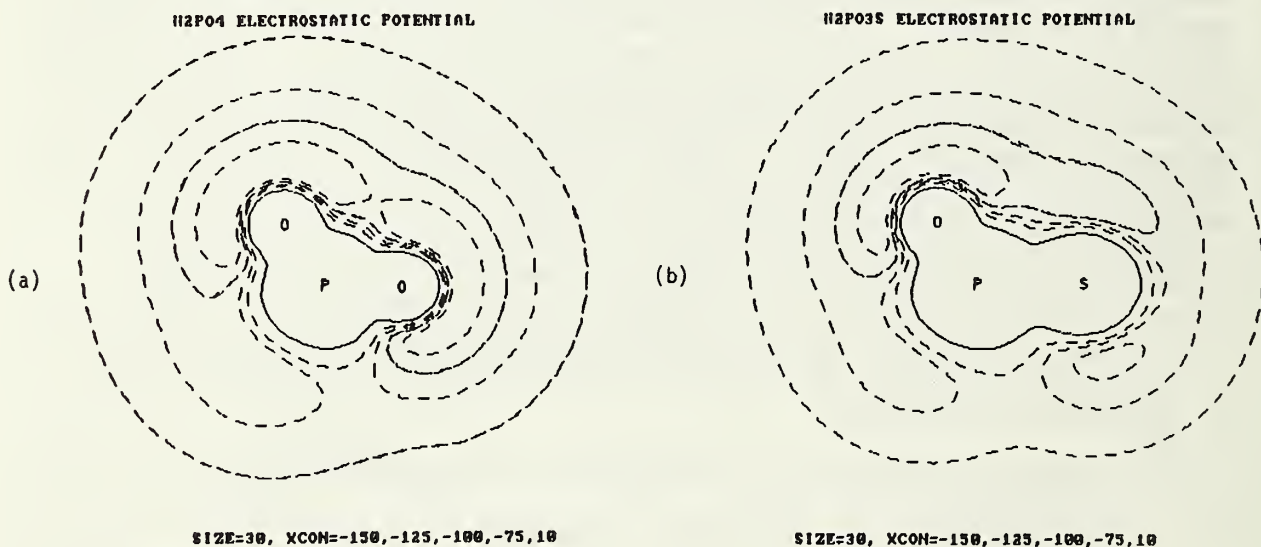 H2PO4 ELECTROSTATIC POTENTIAL
H2PO3S ELECTROSTATIC POTENTIAL
(a)
O
P
O
(b)
O
P
S
SIZE=30, XCON=-150,-125,-100,-75,10
SIZE=30, XCON=-150,-125,-100,-75,10